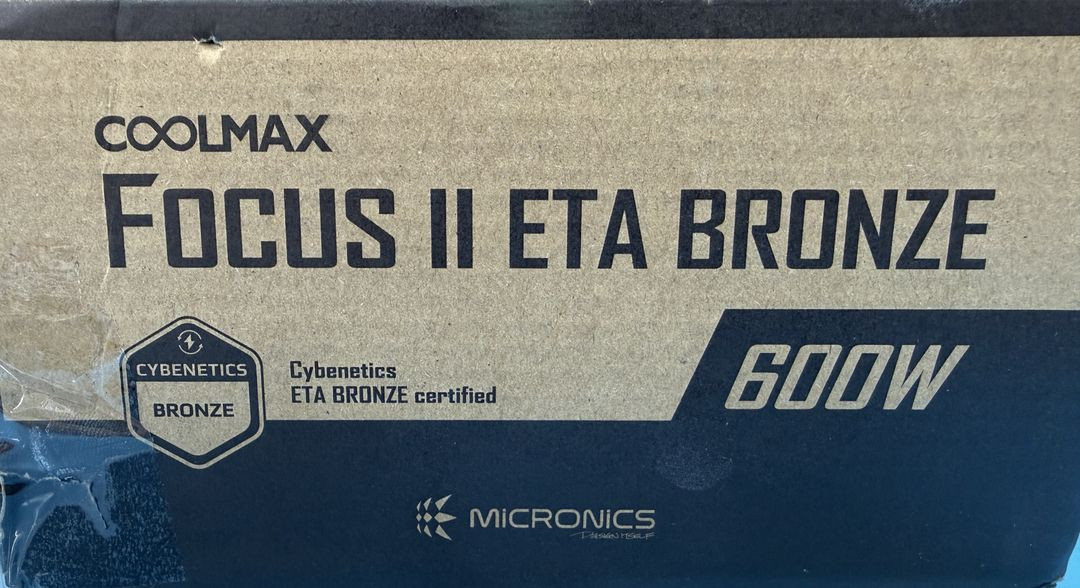 COOLMAX
FOCUS II ETA BRONZE
CYBENETICS
BRONZE
Cybenetics
ETA BRONZE certified
600W
MiCRONiCS